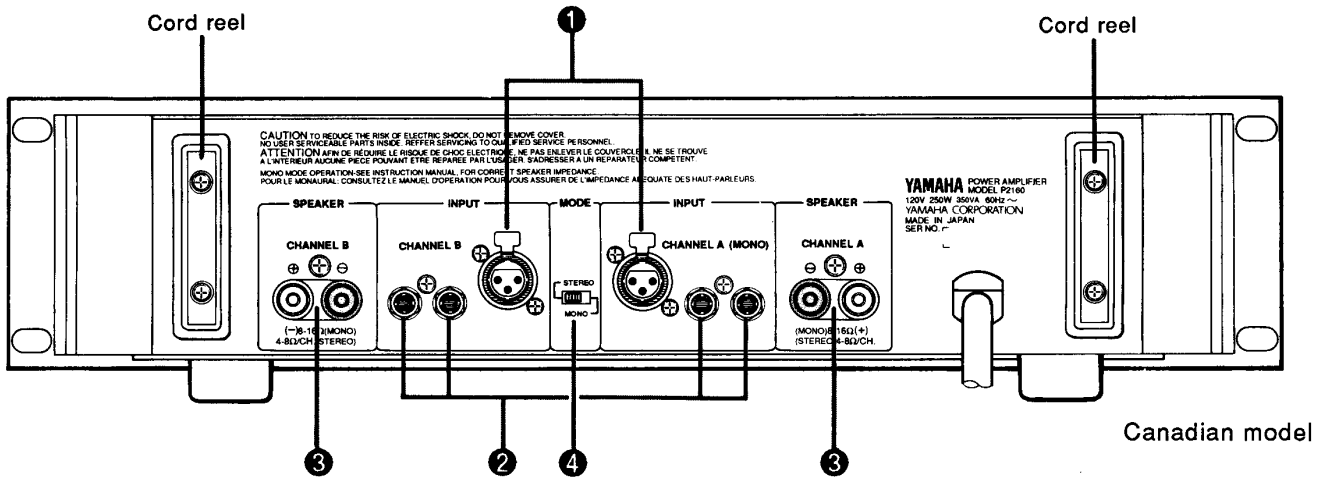 Cord reel
❶
Cord reel
CAUTION TO REDUCE THE RISK OF ELECTRIC SHOCK, DO NOT REMOVE COVER.
NO USER SERVICEABLE PARTS INSIDE. REFFER SERVICING TO QUALIFIED SERVICE PERSONNEL.
ATTENTION AFIN DE RÉDUIRE LE RISQUE DE CHOC ELECTRIQUE, NE PAS ENLEVER LE COUVERCLE. IL NE SE TROUVE
A L'INTERIEUR AUCUNE PIECE POUVANT ETRE REPAREE PAR L'USAGER. S'ADRESSER A UN REPARATEUR COMPETENT.
MONO MODE OPERATION-SEE INSTRUCTION MANUAL, FOR CORRECT SPEAKER IMPEDANCE.
POUR LE MONAURAL: CONSULTEZ LE MANUEL D'OPERATION POUR VOUS ASSURER DE L'IMPEDANCE ADEQUATE DES HAUT-PARLEURS.
YAMAHA POWER AMPLIFIER
MODEL P2160
120V 250W 350VA 60Hz ~
YAMAHA CORPORATION
MADE IN JAPAN
SER NO.
SPEAKER
INPUT
MODE
INPUT
SPEAKER
CHANNEL B
CHANNEL B
CHANNEL A (MONO)
CHANNEL A
⊕ ⊖
⊖ ⊕
STEREO
MONO
(−)8-16Ω(MONO)
4-8Ω/CH. (STEREO)
(MONO)8-16Ω(+)
(STEREO)4-8Ω/CH.
❸
❷
❹
❸
Canadian model